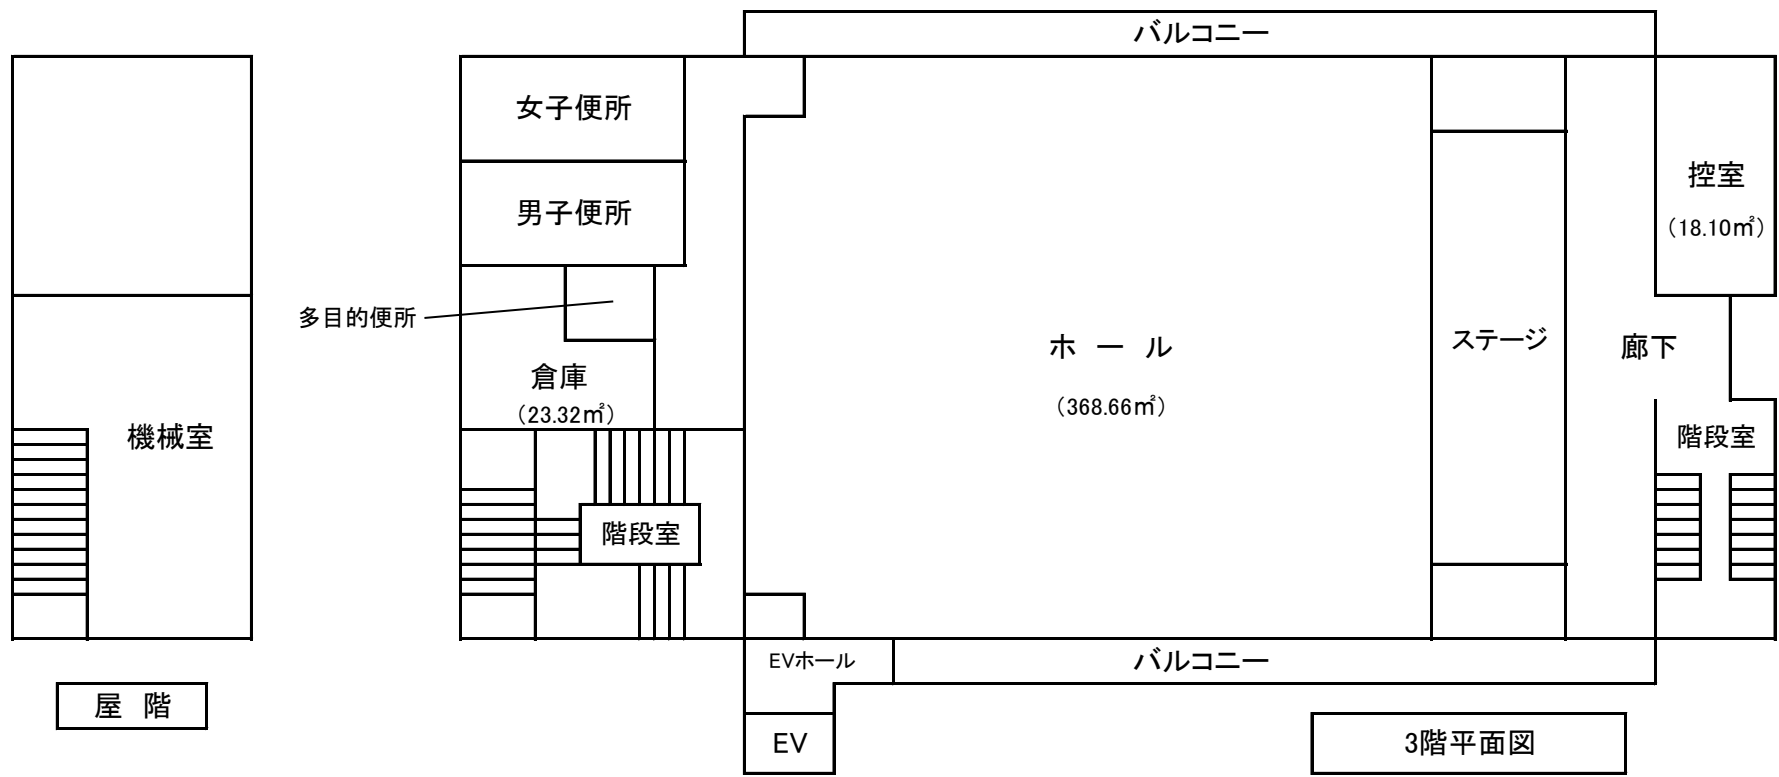 バルコニー
女子便所
男子便所
控室
（18.10㎡）
多目的便所
ホ ー ル
（368.66㎡）
ステージ
廊下
倉庫
（23.32㎡）
機械室
階段室
階段室
EVホール
バルコニー
屋 階
EV
3階平面図